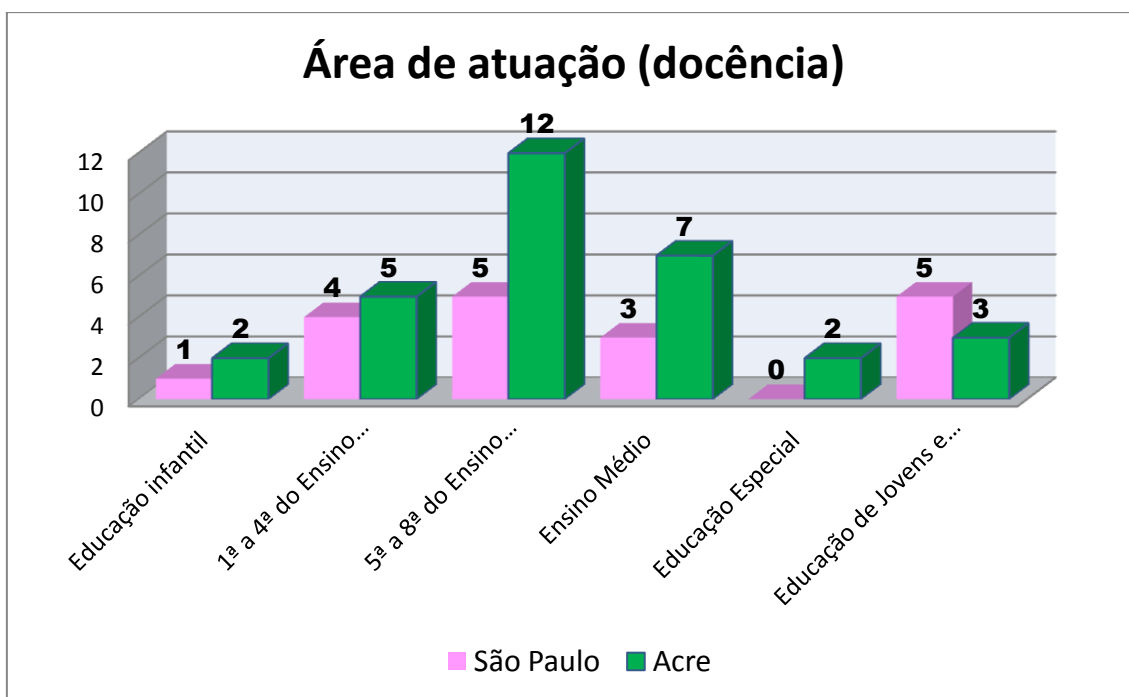 Área de atuação (docência)
12
10
8
6
4
2
0
1
2
4
5
5
12
3
7
0
2
5
3
Educação infantil
1ª a 4ª do Ensino...
5ª a 8ª do Ensino...
Ensino Médio
Educação Especial
Educação de Jovens e...
São Paulo
Acre